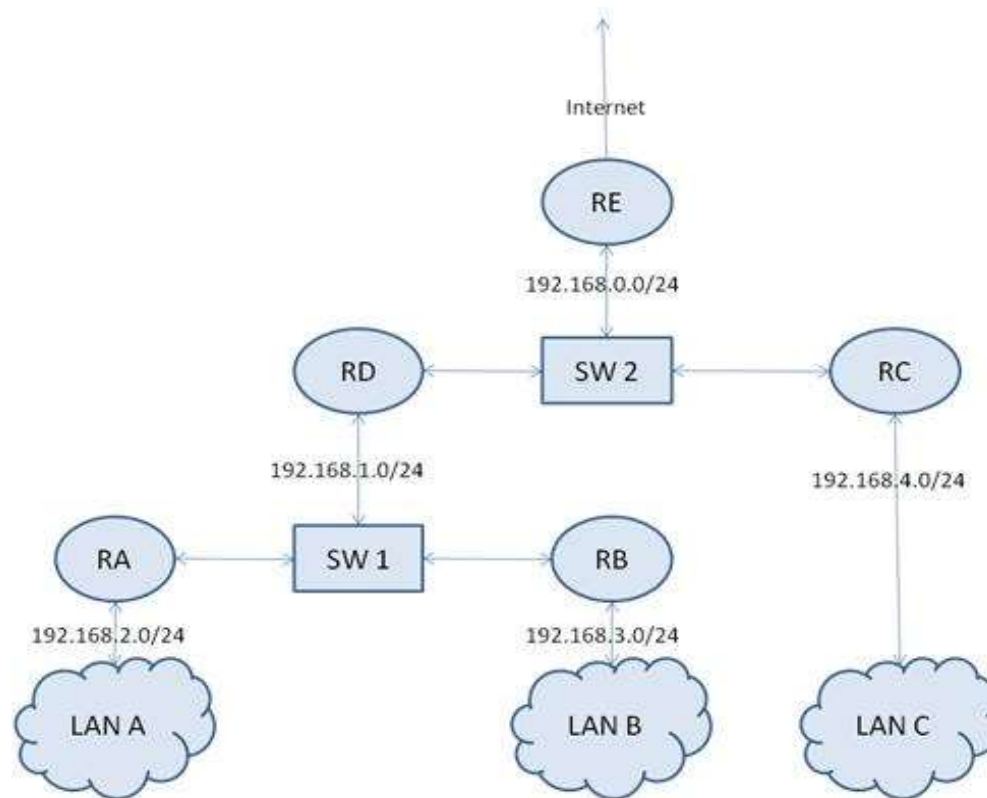 Internet
RE
192.168.0.0/24
RD
SW 2
RC
192.168.1.0/24
192.168.4.0/24
RA
SW 1
RB
192.168.2.0/24
192.168.3.0/24
LAN A
LAN B
LAN C